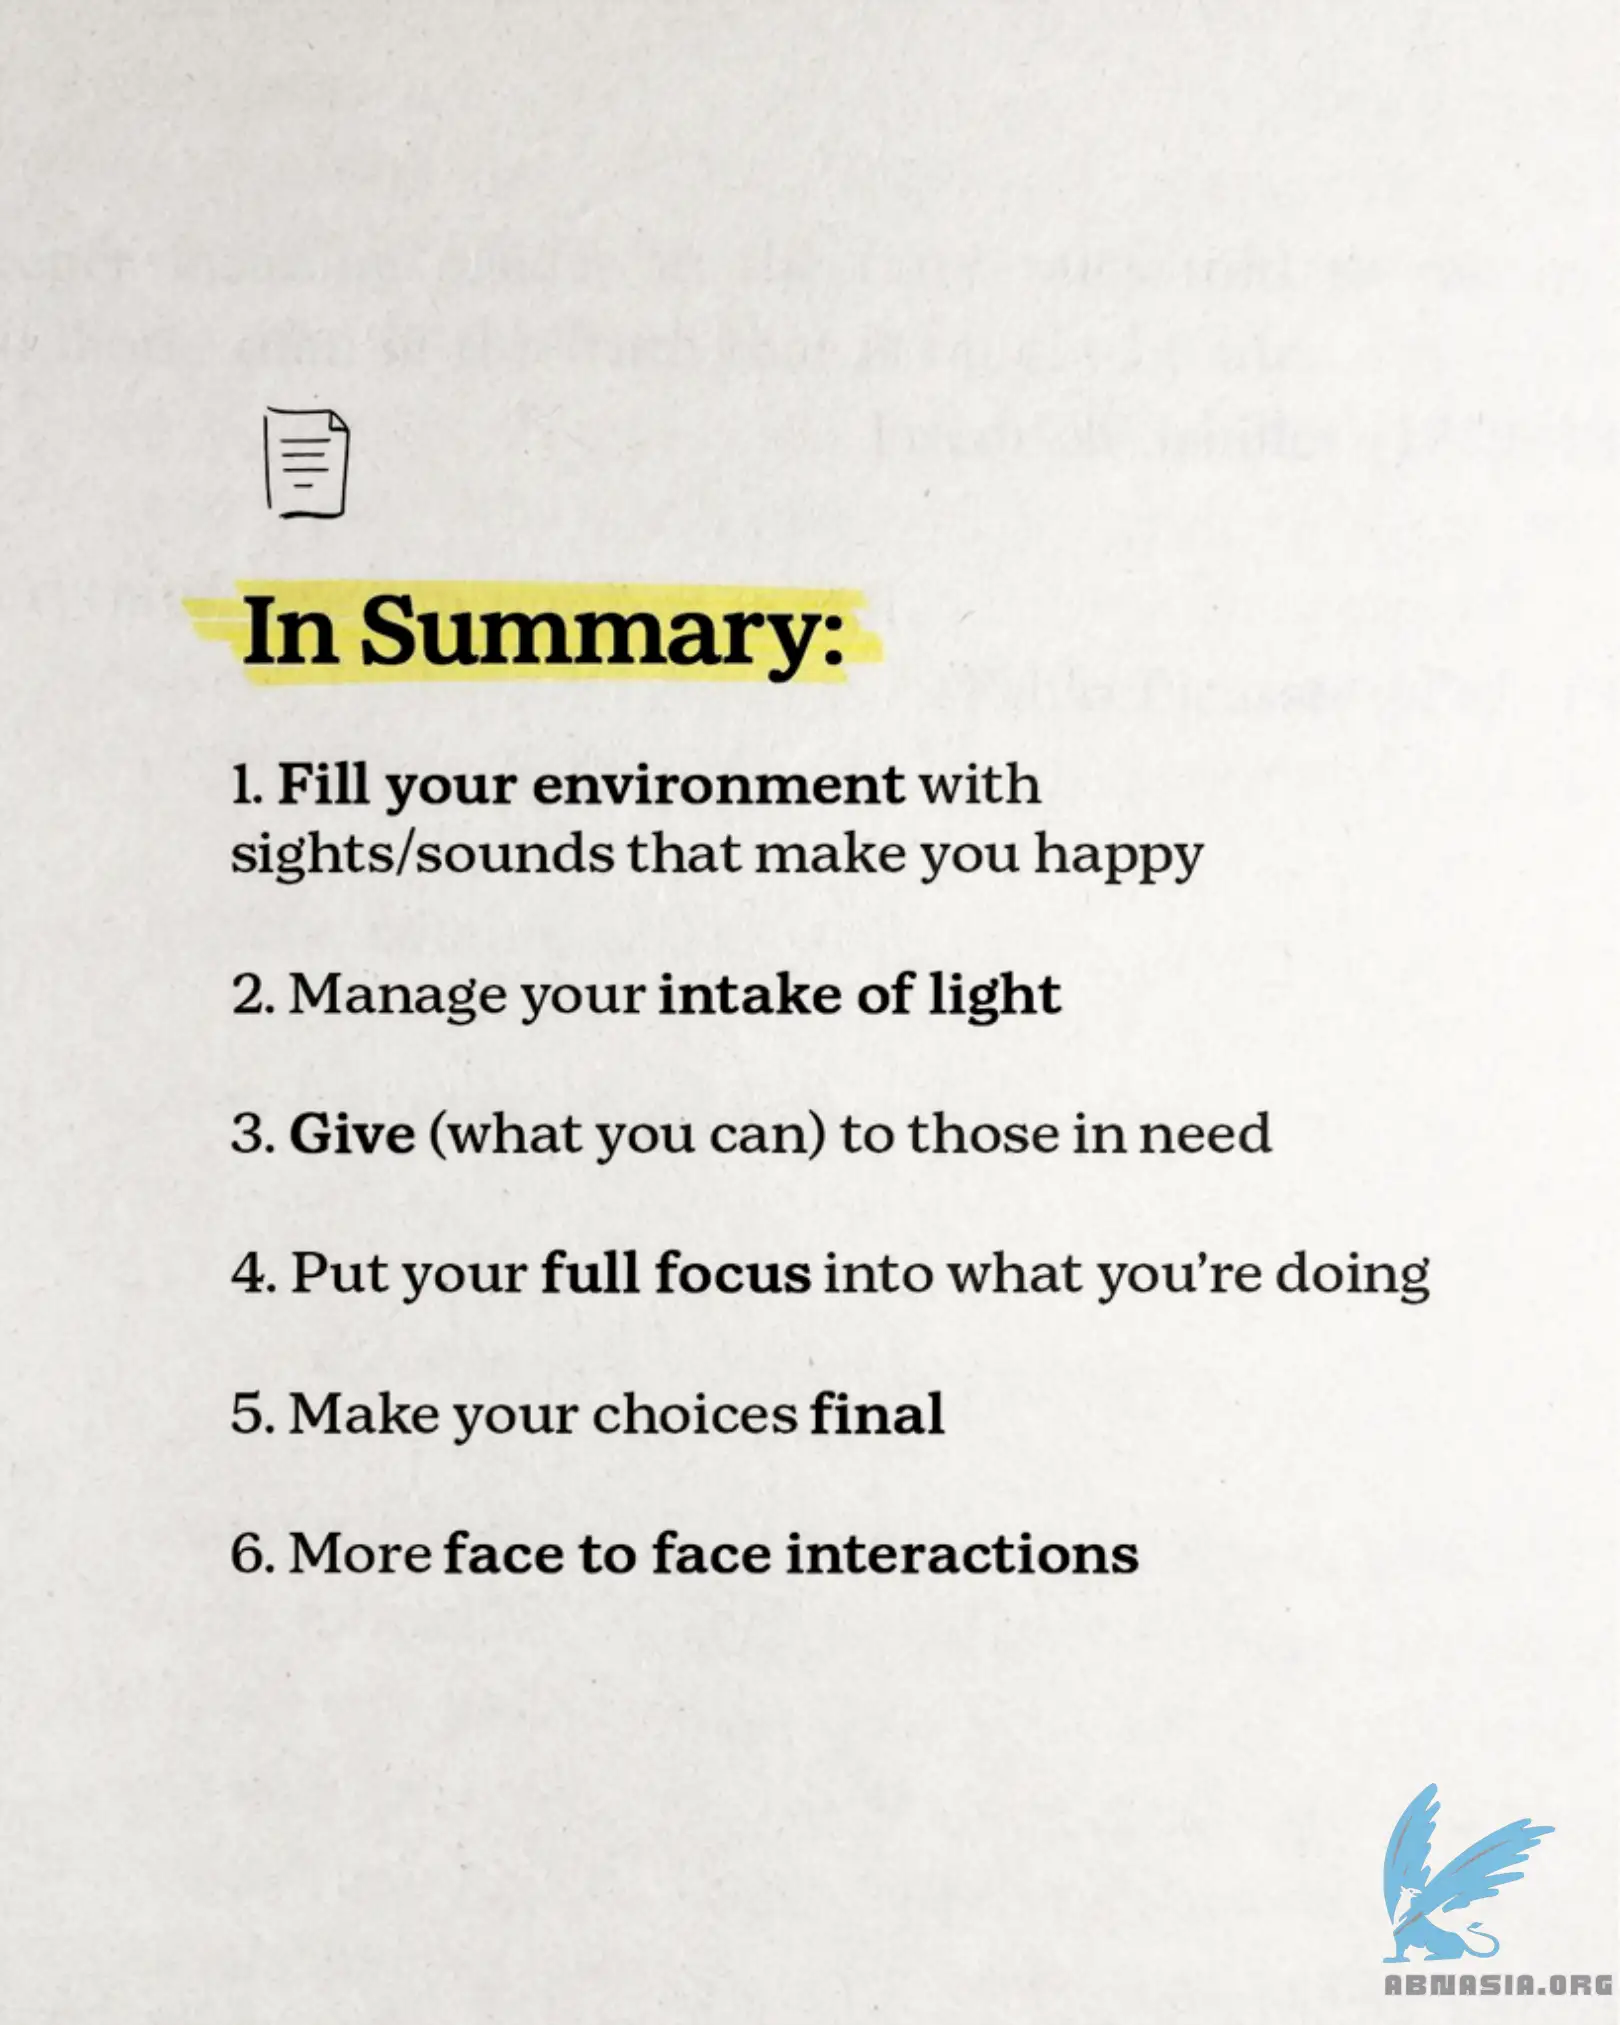 In Summary:
1. Fill your environment with
sights/sounds that make you happy
2. Manage your intake of light
3. Give (what you can) to those in need
4. Put your full focus into what you're doing
5. Make your choices final
6. More face to face interactions
ABNASIA.ORG